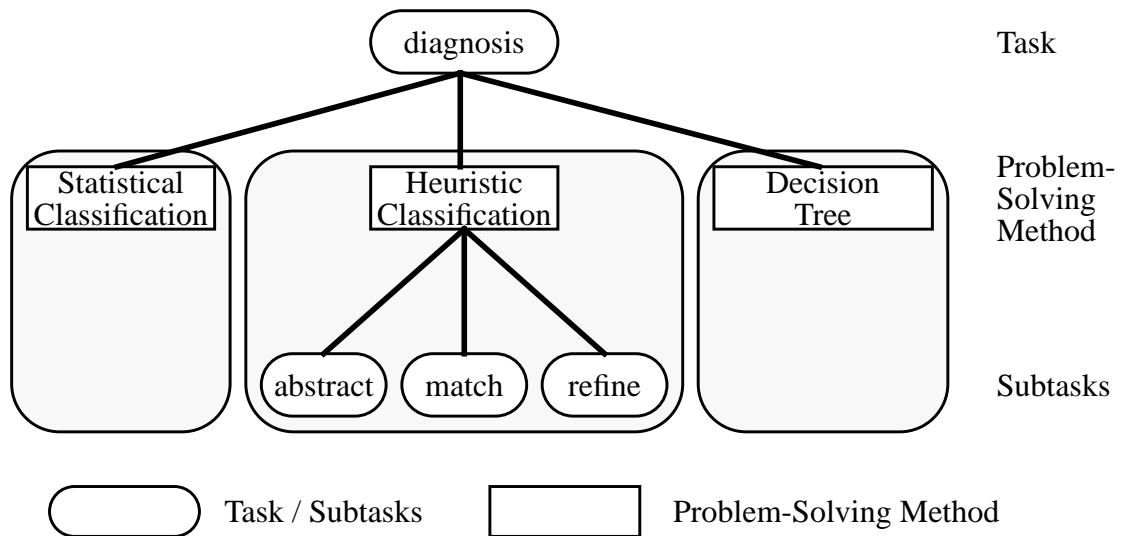 diagnosis
Task
Statistical
Classification
Heuristic
Classification
Decision
Tree
Problem-
Solving
Method
abstract
match
refine
Subtasks
Task / Subtasks
Problem-Solving Method